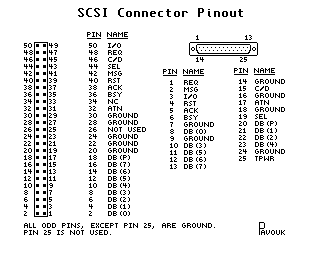 SCSI Connector Pinout
PIN NAME
50 49 50 I/O
48 47 48 REQ
46 45 46 C/D
44 43 44 SEL
42 41 42 MSG
40 39 40 RST
38 37 38 ACK
36 35 36 BSY
34 33 34 NC
32 31 32 ATN
30 29 30 GROUND
28 27 28 GROUND
26 25 26 NOT USED
24 23 24 GROUND
22 21 22 GROUND
20 19 20 GROUND
18 17 18 DB (P)
16 15 16 DB (7)
14 13 14 DB (6)
12 11 12 DB (5)
10 9 10 DB (4)
8 7 8 DB (3)
6 5 6 DB (2)
4 3 4 DB (1)
2 1 2 DB (0)
1 13
14 25
PIN NAME
1 REQ
2 MSG
3 I/O
4 RST
5 ACK
6 BSY
7 GROUND
8 DB (0)
9 GROUND
10 DB (3)
11 DB (5)
12 DB (6)
13 DB (7)
PIN NAME
14 GROUND
15 C/D
16 GROUND
17 ATN
18 GROUND
19 SEL
20 DB (P)
21 DB (1)
22 DB (2)
23 DB (4)
24 GROUND
25 TPWR
ALL ODD PINS, EXCEPT PIN 25, ARE GROUND.
PIN 25 IS NOT USED.
AVOUK